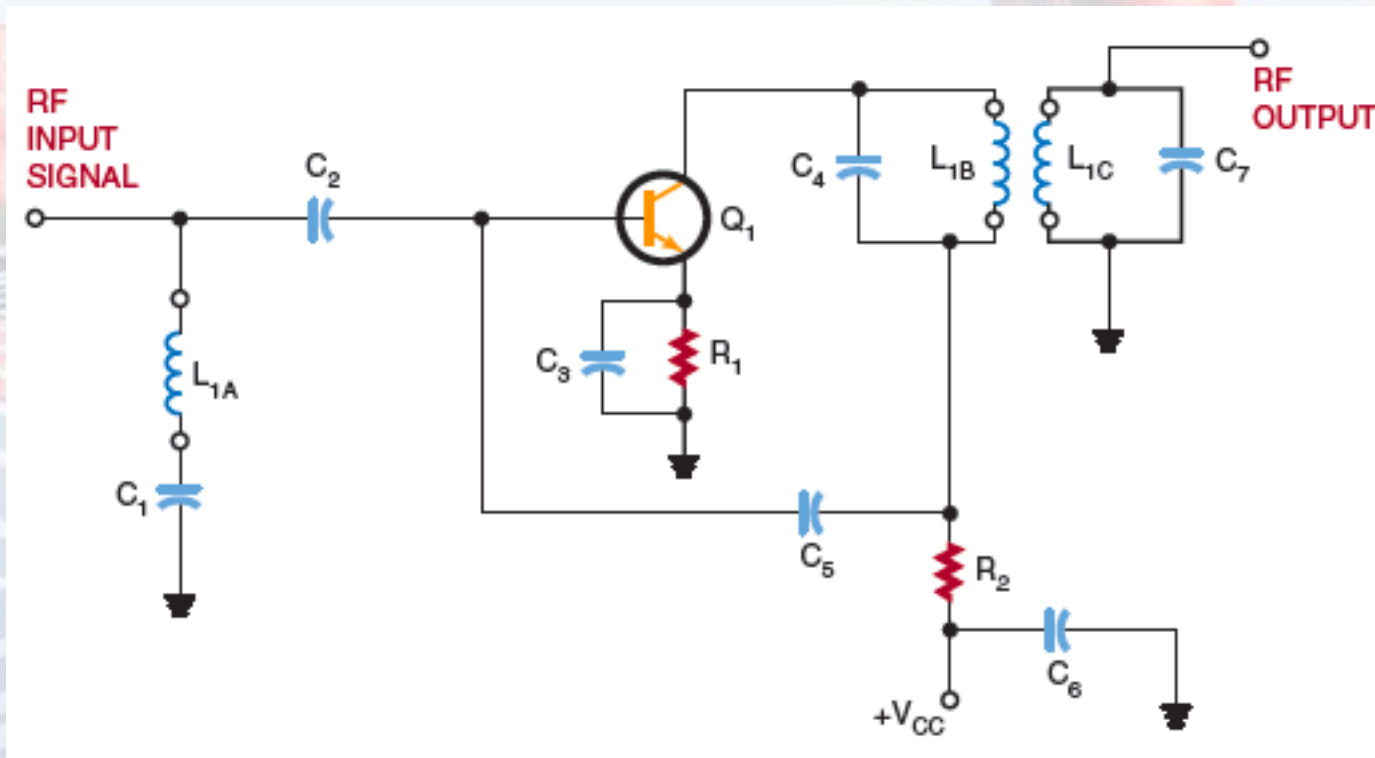 RF
INPUT
SIGNAL
C2
Q1
C4
L1B
L1C
C7
RF
OUTPUT
L1A
C1
C3
R1
C5
R2
C6
+VCC